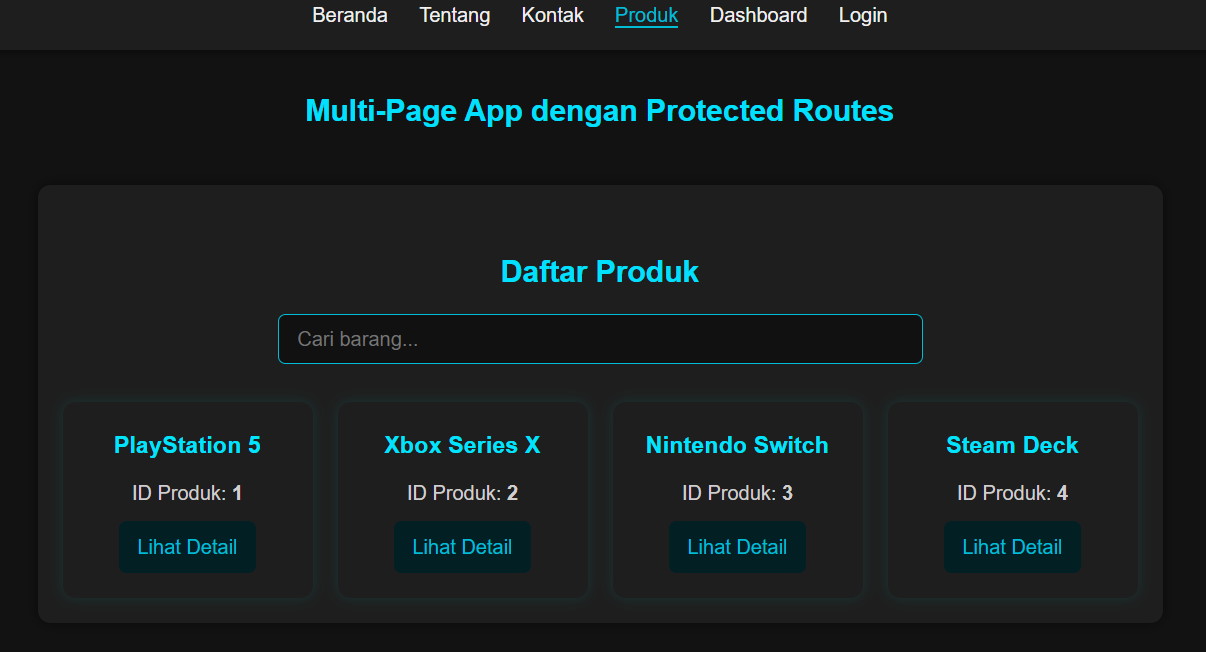 Beranda Tentang Kontak Produk Dashboard Login
Multi-Page App dengan Protected Routes
Daftar Produk
Cari barang...
PlayStation 5
ID Produk: 1
Lihat Detail
Xbox Series X
ID Produk: 2
Lihat Detail
Nintendo Switch
ID Produk: 3
Lihat Detail
Steam Deck
ID Produk: 4
Lihat Detail